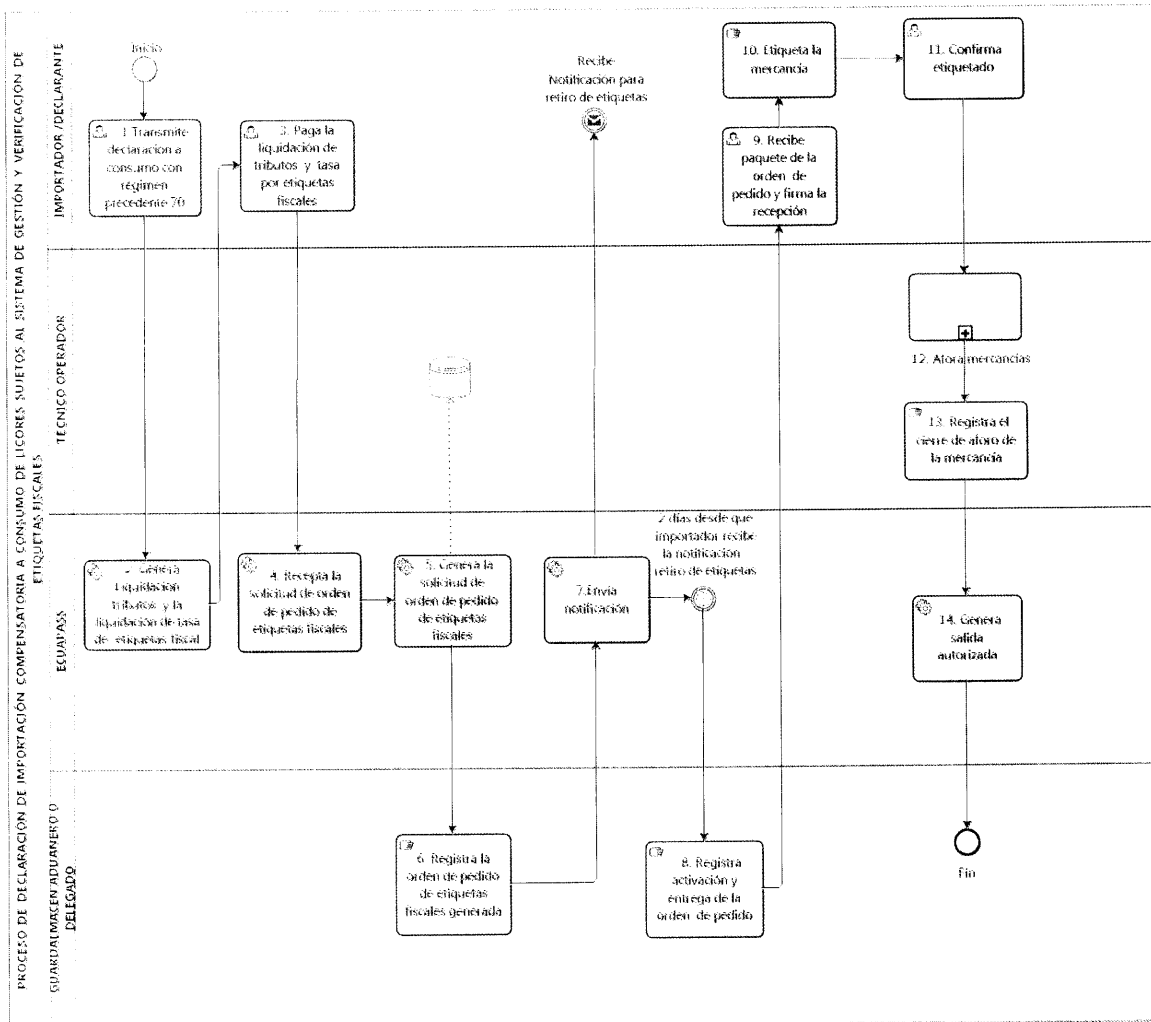 PROCESO DE DECLARACIÓN DE IMPORTACIÓN COMPENSATORIA A CONSUMO DE LICORES SUJETOS AL SISTEMA DE GESTIÓN Y VERIFICACIÓN DE
ETIQUETAS FISCALES
IMPORTADOR /DECLARANTE
Inicio
1 Transmite
declaracion a
consumo con
régimen
precedente 70
3. Paga la
liquidación de
tributos y tasa
por etiquetas
fiscales
Recibe
Notificacion para
retiro de etiquetas
10. Etiqueta la
mercancía
11. Confirma
etiquetado
9. Recibe
paquete de la
orden de
pedido y firma la
recepción
TECNICO OPERADOR
12. Afora mercancías
13. Registra el
cierre de aforo de
la mercancía
ECUAPASS
2. Genera
Liquidación
tributos y la
liquidación de tasa
de etiquetas fiscal
4. Recepta la
solicitud de orden
de pedido de
etiquetas fiscales
5. Genera la
solicitud de
orden de pedido
de etiquetas
fiscales
7.Envia
notificación
2 días desde que
importador recibe
la notificacion
retiro de etiquetas
14. Genera
salida
autorizada
GUARDALMACEN ADUANERO O
DELEGADO
6. Registra la
orden de pedido
de etiquetas
fiscales generada
8. Registra
activación y
entrega de la
orden de pedido
Fin